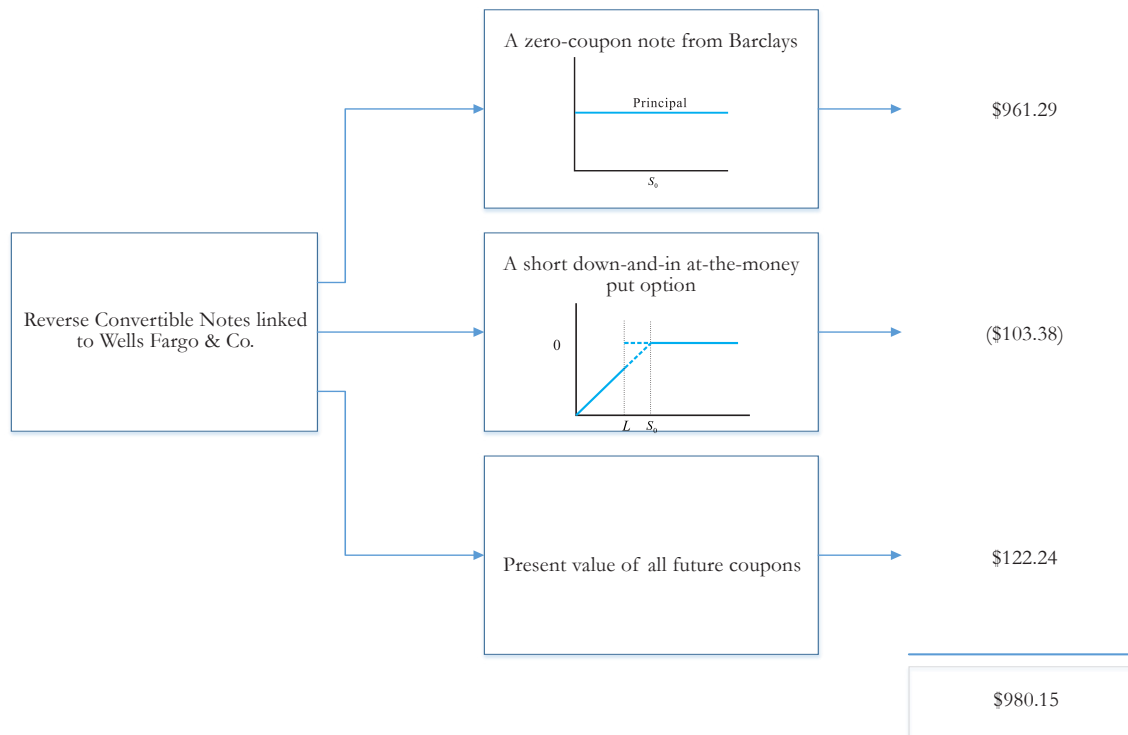 A zero-coupon note from Barclays
Principal
S₀
$961.29
Reverse Convertible Notes linked
to Wells Fargo & Co.
A short down-and-in at-the-money
put option
0
L S₀
($103.38)
Present value of all future coupons
$122.24
$980.15